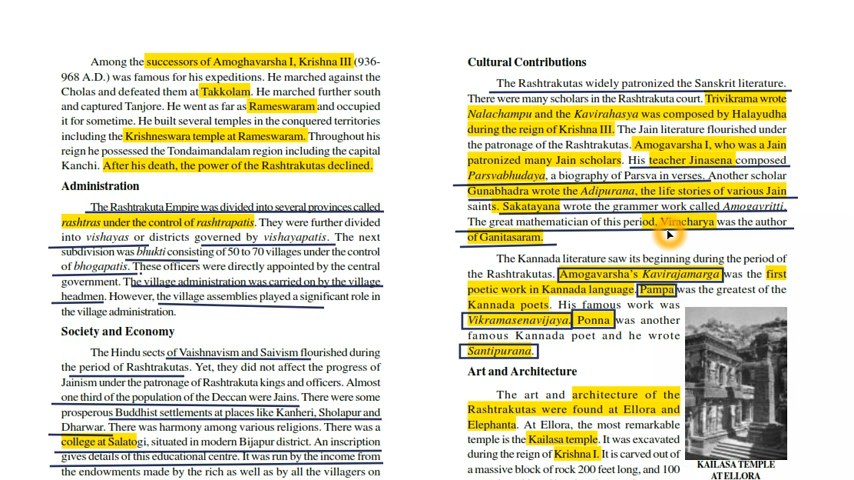 Among the successors of Amoghavarsha I, Krishna III (936-
968 A.D.) was famous for his expeditions. He marched against the
Cholas and defeated them at Takkolam. He marched further south
and captured Tanjore. He went as far as Rameswaram and occupied
it for sometime. He built several temples in the conquered territories
including the Krishneswara temple at Rameswaram. Throughout his
reign he possessed the Tondaimandalam region including the capital
Kanchi. After his death, the power of the Rashtrakutas declined.
Administration
The Rashtrakuta Empire was divided into several provinces called
rashtras under the control of rashtrapatis. They were further divided
into vishayas or districts governed by vishayapatis. The next
subdivision was bhukti consisting of 50 to 70 villages under the control
of bhogapatis. These officers were directly appointed by the central
government. The village administration was carried on by the village
headmen. However, the village assemblies played a significant role in
the village administration.
Society and Economy
The Hindu sects of Vaishnavism and Saivism flourished during
the period of Rashtrakutas. Yet, they did not affect the progress of
Jainism under the patronage of Rashtrakuta kings and officers. Almost
one third of the population of the Deccan were Jains. There were some
prosperous Buddhist settlements at places like Kanheri, Sholapur and
Dharwar. There was harmony among various religions. There was a
college at Salatogi, situated in modern Bijapur district. An inscription
gives details of this educational centre. It was run by the income from
the endowments made by the rich as well as by all the villagers on
Cultural Contributions
The Rashtrakutas widely patronized the Sanskrit literature.
There were many scholars in the Rashtrakuta court. Trivikrama wrote
Nalachampu and the Kavirahasya was composed by Halayudha
during the reign of Krishna III. The Jain literature flourished under
the patronage of the Rashtrakutas. Amogavarsha I, who was a Jain
patronized many Jain scholars. His teacher Jinasena composed
Parsvabhudaya, a biography of Parsva in verses. Another scholar
Gunabhadra wrote the Adipurana, the life stories of various Jain
saints. Sakatayana wrote the grammer work called Amogavritti.
The great mathematician of this period, Viracharya was the author
of Ganitasaram.
The Kannada literature saw its beginning during the period of
the Rashtrakutas. Amogavarsha's Kavirajamarga was the first
poetic work in Kannada language. Pampa was the greatest of the
Kannada poets. His famous work was
Vikramasenavijaya. Ponna was another
famous Kannada poet and he wrote
Santipurana.
Art and Architecture
The art and architecture of the
Rashtrakutas were found at Ellora and
Elephanta. At Ellora, the most remarkable
temple is the Kailasa temple. It was excavated
during the reign of Krishna I. It is carved out of
a massive block of rock 200 feet long, and 100
KAILASA TEMPLE
AT ELLORA